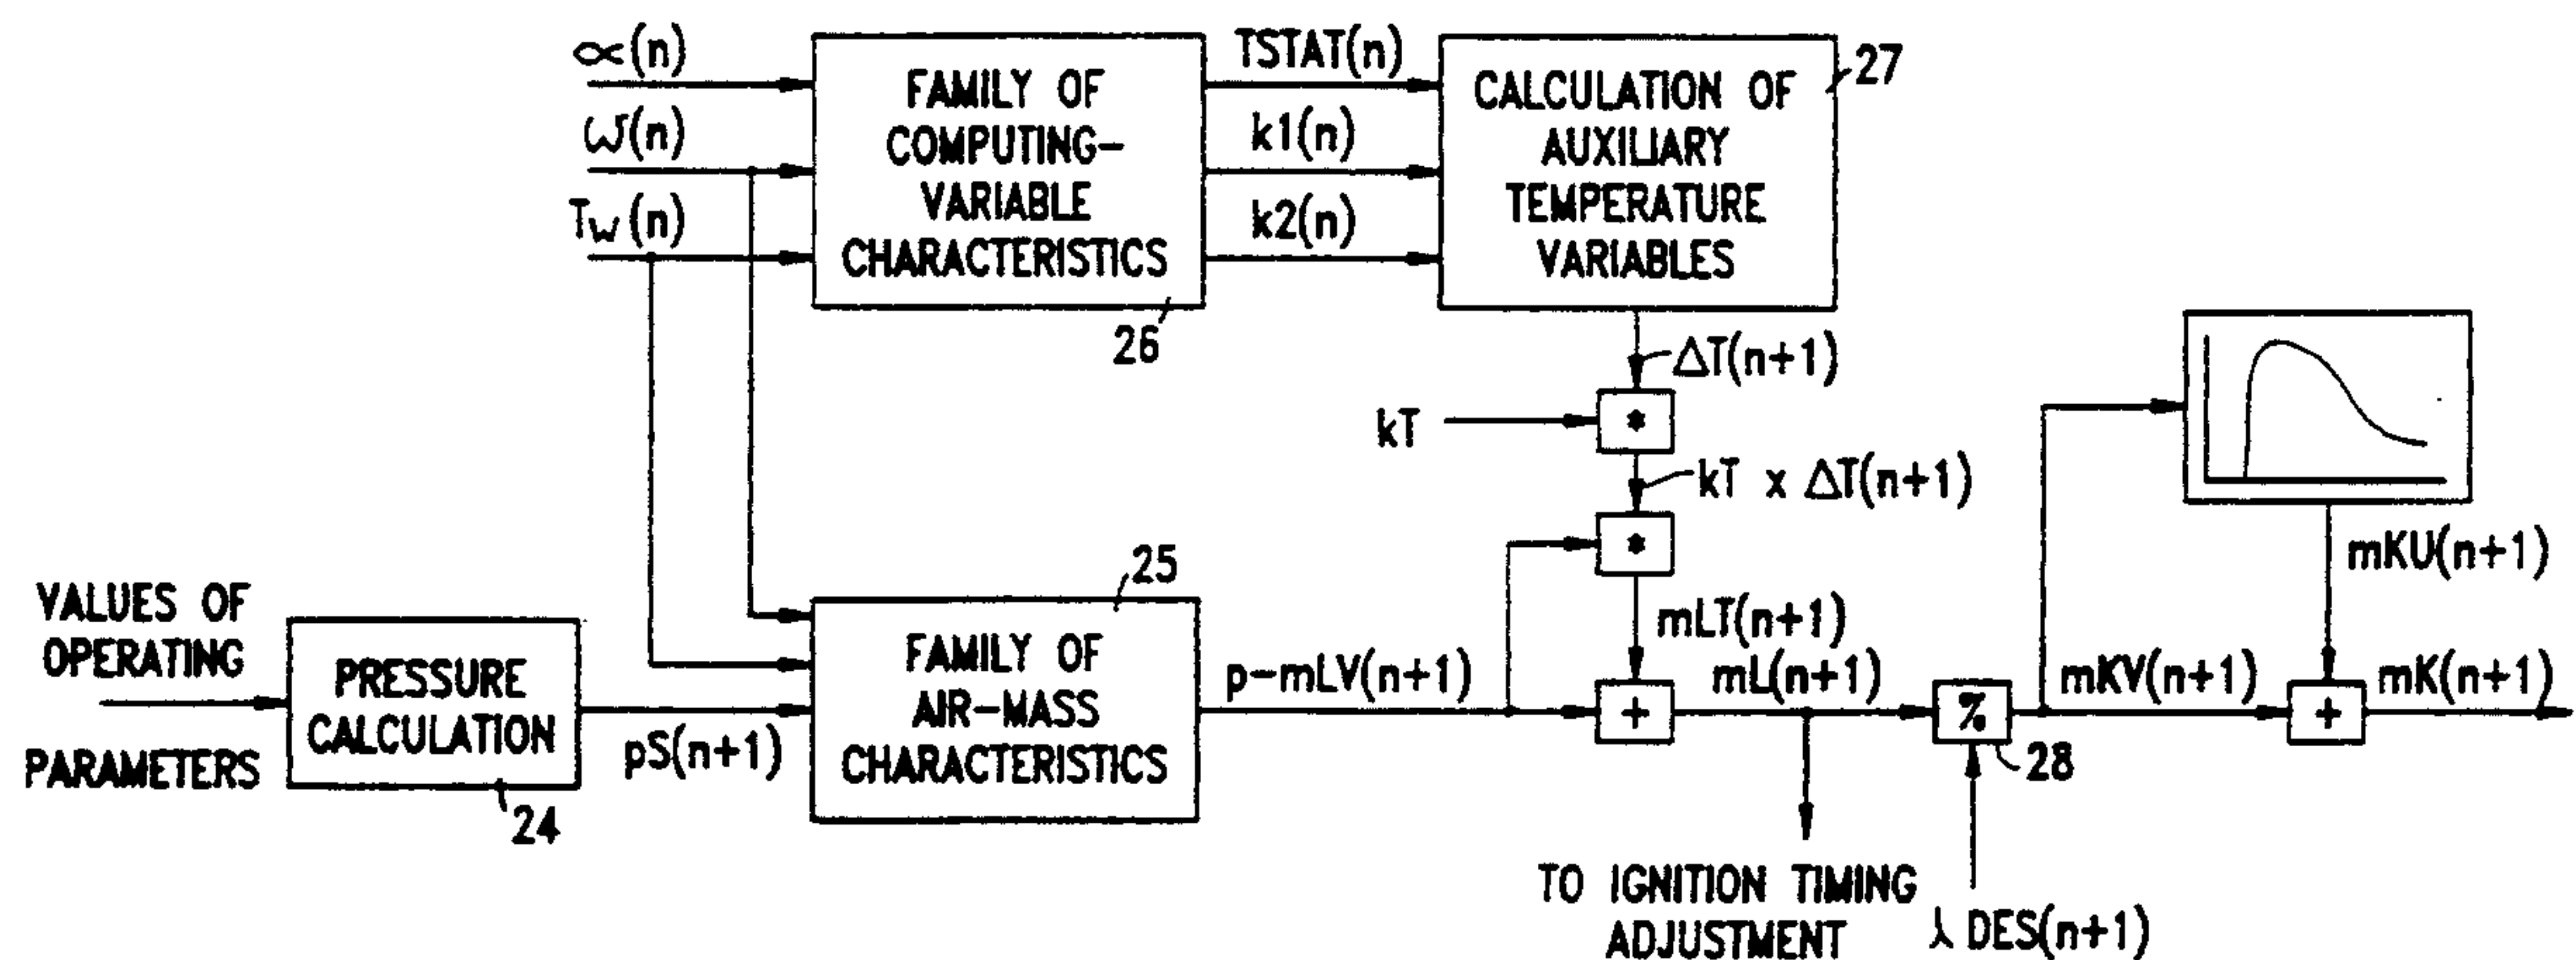 ∝(n)
ω(n)
Tw(n)
FAMILY OF
COMPUTING-
VARIABLE
CHARACTERISTICS
26
TSTAT(n)
k1(n)
k2(n)
CALCULATION OF
AUXILIARY
TEMPERATURE
VARIABLES
27
ΔT(n+1)
kT
*
kT x ΔT(n+1)
*
mLT(n+1)
VALUES OF
OPERATING
PARAMETERS
PRESSURE
CALCULATION
24
pS(n+1)
25
FAMILY OF
AIR-MASS
CHARACTERISTICS
p-mLV(n+1)
+
mL(n+1)
%
28
mKV(n+1)
mKU(n+1)
+
mK(n+1)
TO IGNITION TIMING
ADJUSTMENT
λ DES(n+1)